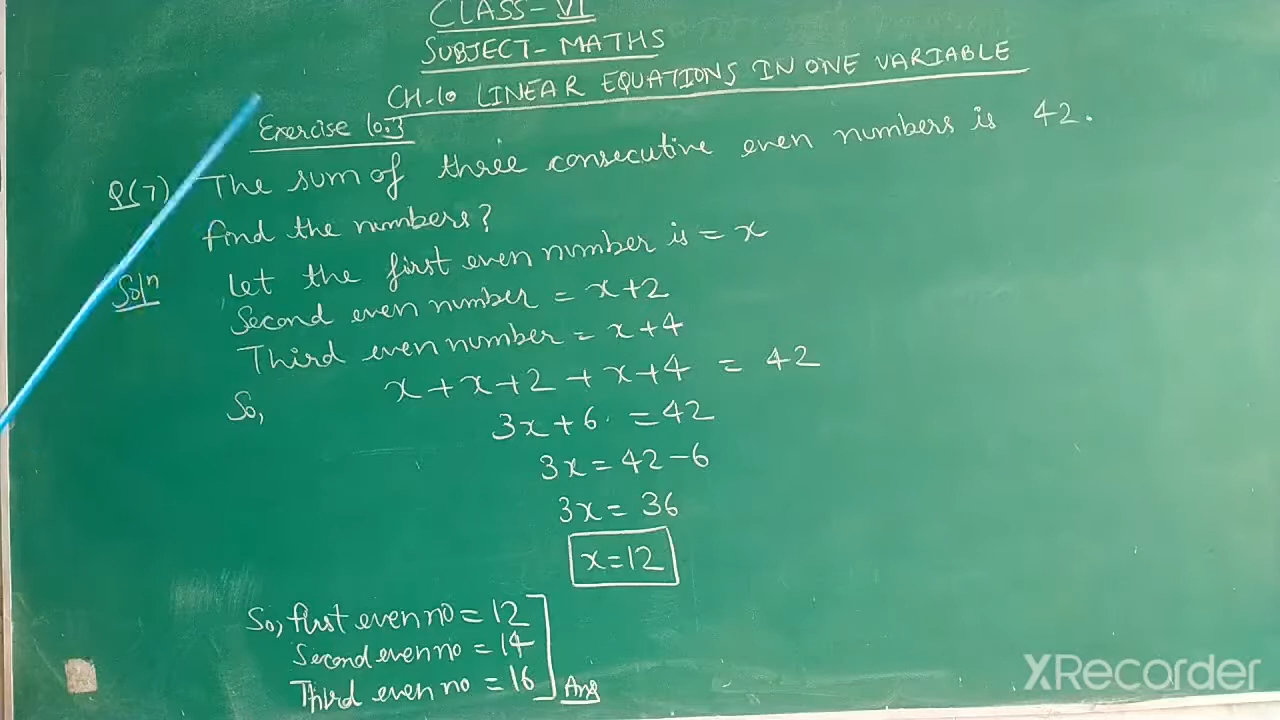 CLASS-VI
SUBJECT-MATHS
CH-10 LINEAR EQUATIONS IN ONE VARIABLE
Exercise 10.3
Q(7) The sum of three consecutive even numbers is 42.
find the numbers?
Soln Let the first even number is = x
Second even number = x+2
Third even number = x+4
So, x+x+2+x+4 = 42
3x+6 = 42
3x = 42-6
3x = 36
x=12
So, first even no = 12
Second even no = 14
Third even no = 16 Ans
XRecorder